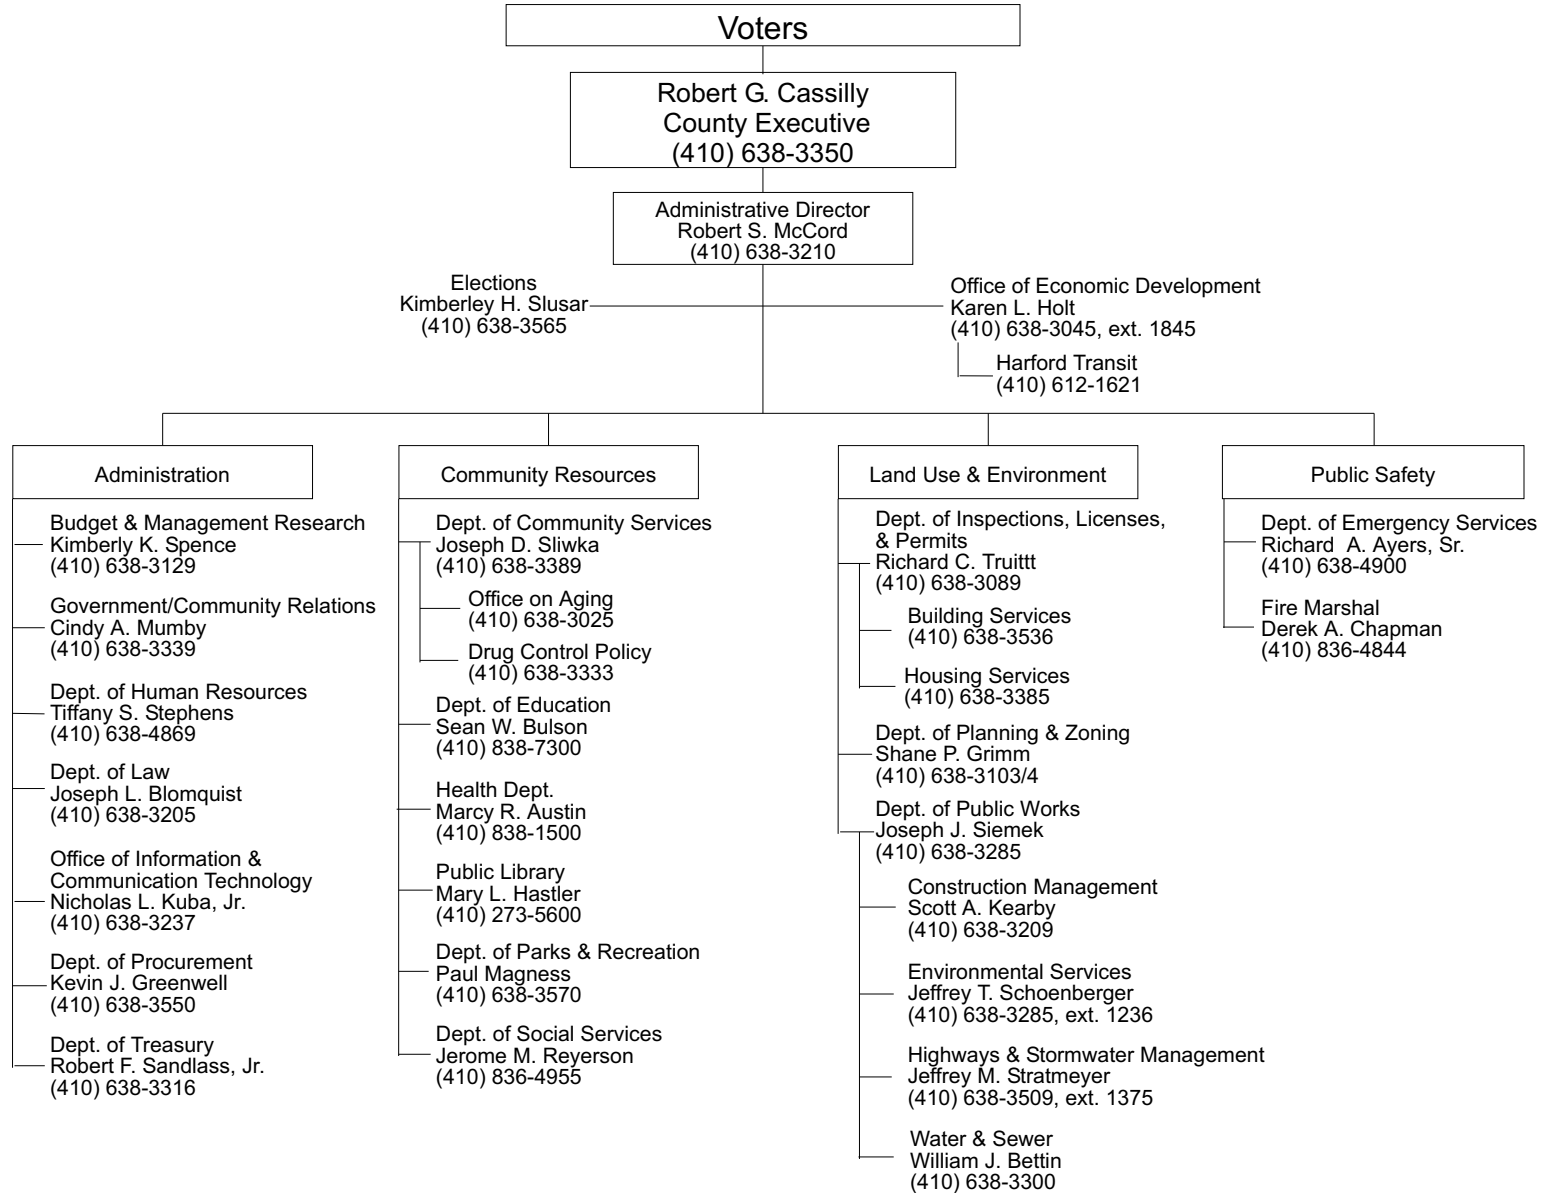 Voters
Robert G. Cassilly
County Executive
(410) 638-3350
Administrative Director
Robert S. McCord
(410) 638-3210
Elections
Kimberley H. Slusar
(410) 638-3565
Office of Economic Development
Karen L. Holt
(410) 638-3045, ext. 1845
Harford Transit
(410) 612-1621
Administration
Budget & Management Research
Kimberly K. Spence
(410) 638-3129
Government/Community Relations
Cindy A. Mumby
(410) 638-3339
Dept. of Human Resources
Tiffany S. Stephens
(410) 638-4869
Dept. of Law
Joseph L. Blomquist
(410) 638-3205
Office of Information &
Communication Technology
Nicholas L. Kuba, Jr.
(410) 638-3237
Dept. of Procurement
Kevin J. Greenwell
(410) 638-3550
Dept. of Treasury
Robert F. Sandlass, Jr.
(410) 638-3316
Community Resources
Dept. of Community Services
Joseph D. Sliwka
(410) 638-3389
Office on Aging
(410) 638-3025
Drug Control Policy
(410) 638-3333
Dept. of Education
Sean W. Bulson
(410) 838-7300
Health Dept.
Marcy R. Austin
(410) 838-1500
Public Library
Mary L. Hastler
(410) 273-5600
Dept. of Parks & Recreation
Paul Magness
(410) 638-3570
Dept. of Social Services
Jerome M. Reyerson
(410) 836-4955
Land Use & Environment
Dept. of Inspections, Licenses,
& Permits
Richard C. Truittt
(410) 638-3089
Building Services
(410) 638-3536
Housing Services
(410) 638-3385
Dept. of Planning & Zoning
Shane P. Grimm
(410) 638-3103/4
Dept. of Public Works
Joseph J. Siemek
(410) 638-3285
Construction Management
Scott A. Kearby
(410) 638-3209
Environmental Services
Jeffrey T. Schoenberger
(410) 638-3285, ext. 1236
Highways & Stormwater Management
Jeffrey M. Stratmeyer
(410) 638-3509, ext. 1375
Water & Sewer
William J. Bettin
(410) 638-3300
Public Safety
Dept. of Emergency Services
Richard A. Ayers, Sr.
(410) 638-4900
Fire Marshal
Derek A. Chapman
(410) 836-4844